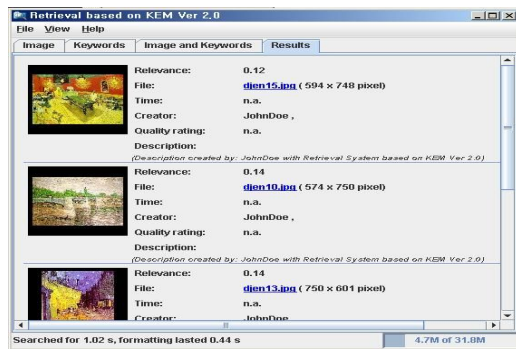 Retrieval based on KEM Ver 2.0
File View Help
Image Keywords Image and Keywords Results
Relevance: 0.12
File: djen15.jpg ( 594 x 748 pixel)
Time: n.a.
Creator: JohnDoe ,
Quality rating: n.a.
Description:
(Description created by: JohnDoe with Retrieval System based on KEM Ver 2.0)
Relevance: 0.14
File: djen10.jpg ( 574 x 750 pixel)
Time: n.a.
Creator: JohnDoe ,
Quality rating: n.a.
Description:
(Description created by: JohnDoe with Retrieval System based on KEM Ver 2.0)
Relevance: 0.14
File: djen13.jpg ( 750 x 601 pixel)
Time: n.a.
Creator: JohnDoe
Searched for 1.02 s, formatting lasted 0.44 s
4.7M of 31.8M